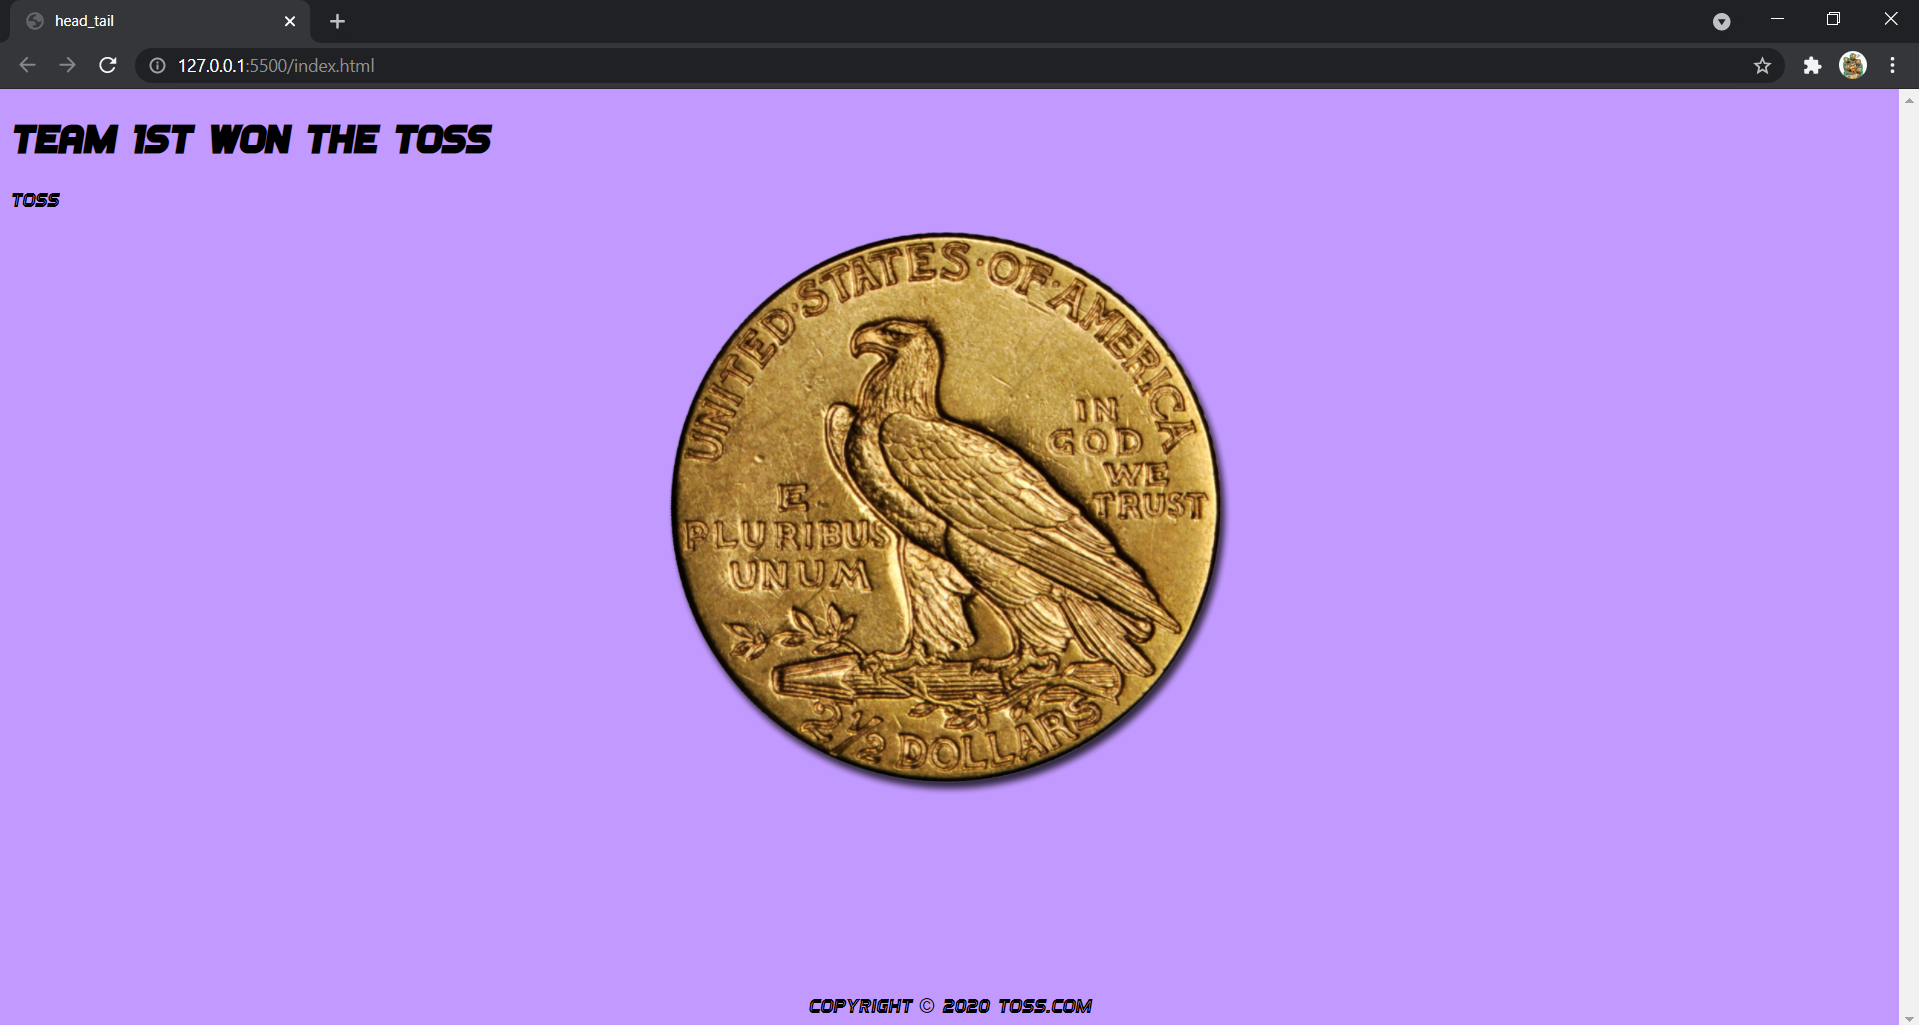 head_tail
127.0.0.1:5500/index.html
TEAM 1ST WON THE TOSS
TOSS
UNITED·STATES·OF·AMERICA
IN
GOD
WE
TRUST
E
PLURIBUS
UNUM
2½ DOLLARS
COPYRIGHT © 2020 TOSS.COM